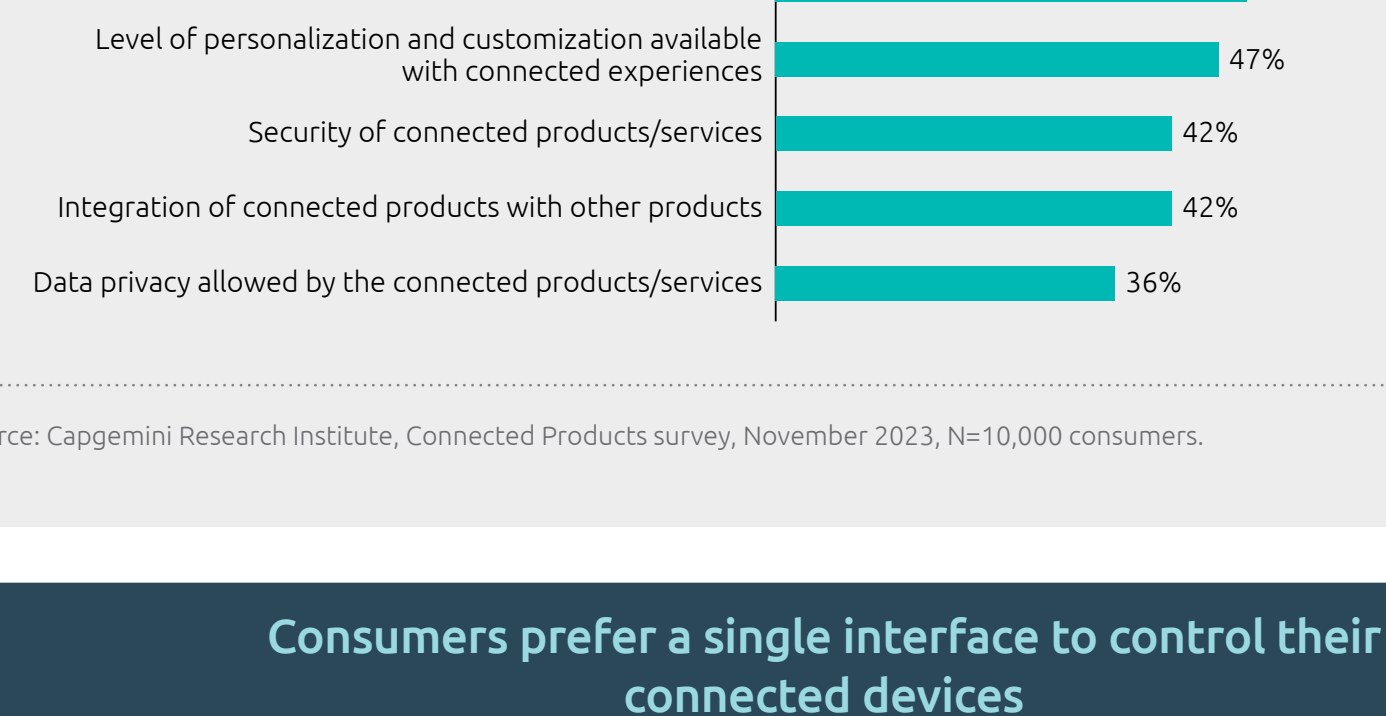 Level of personalization and customization available
with connected experiences
47%
Security of connected products/services
42%
Integration of connected products with other products
42%
Data privacy allowed by the connected products/services
36%
rce: Capgemini Research Institute, Connected Products survey, November 2023, N=10,000 consumers.
Consumers prefer a single interface to control their
connected devices